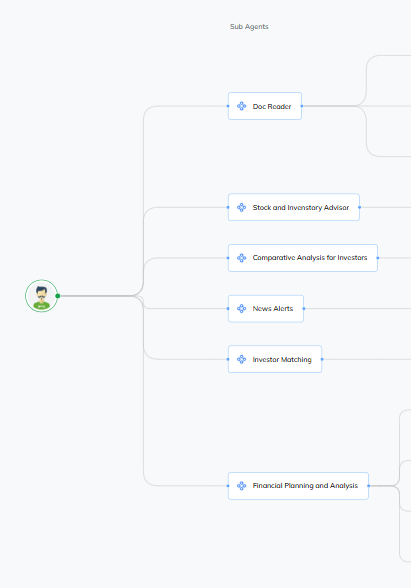 Sub Agents
Doc Reader
Stock and Invenstory Advisor
Comparative Analysis for Investors
News Alerts
Investor Matching
Financial Planning and Analysis